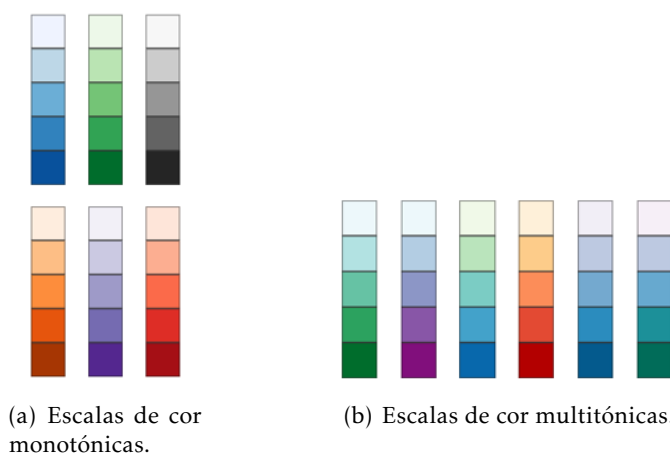 (a) Escalas de cor
monotónicas.
(b) Escalas de cor multitónicas.